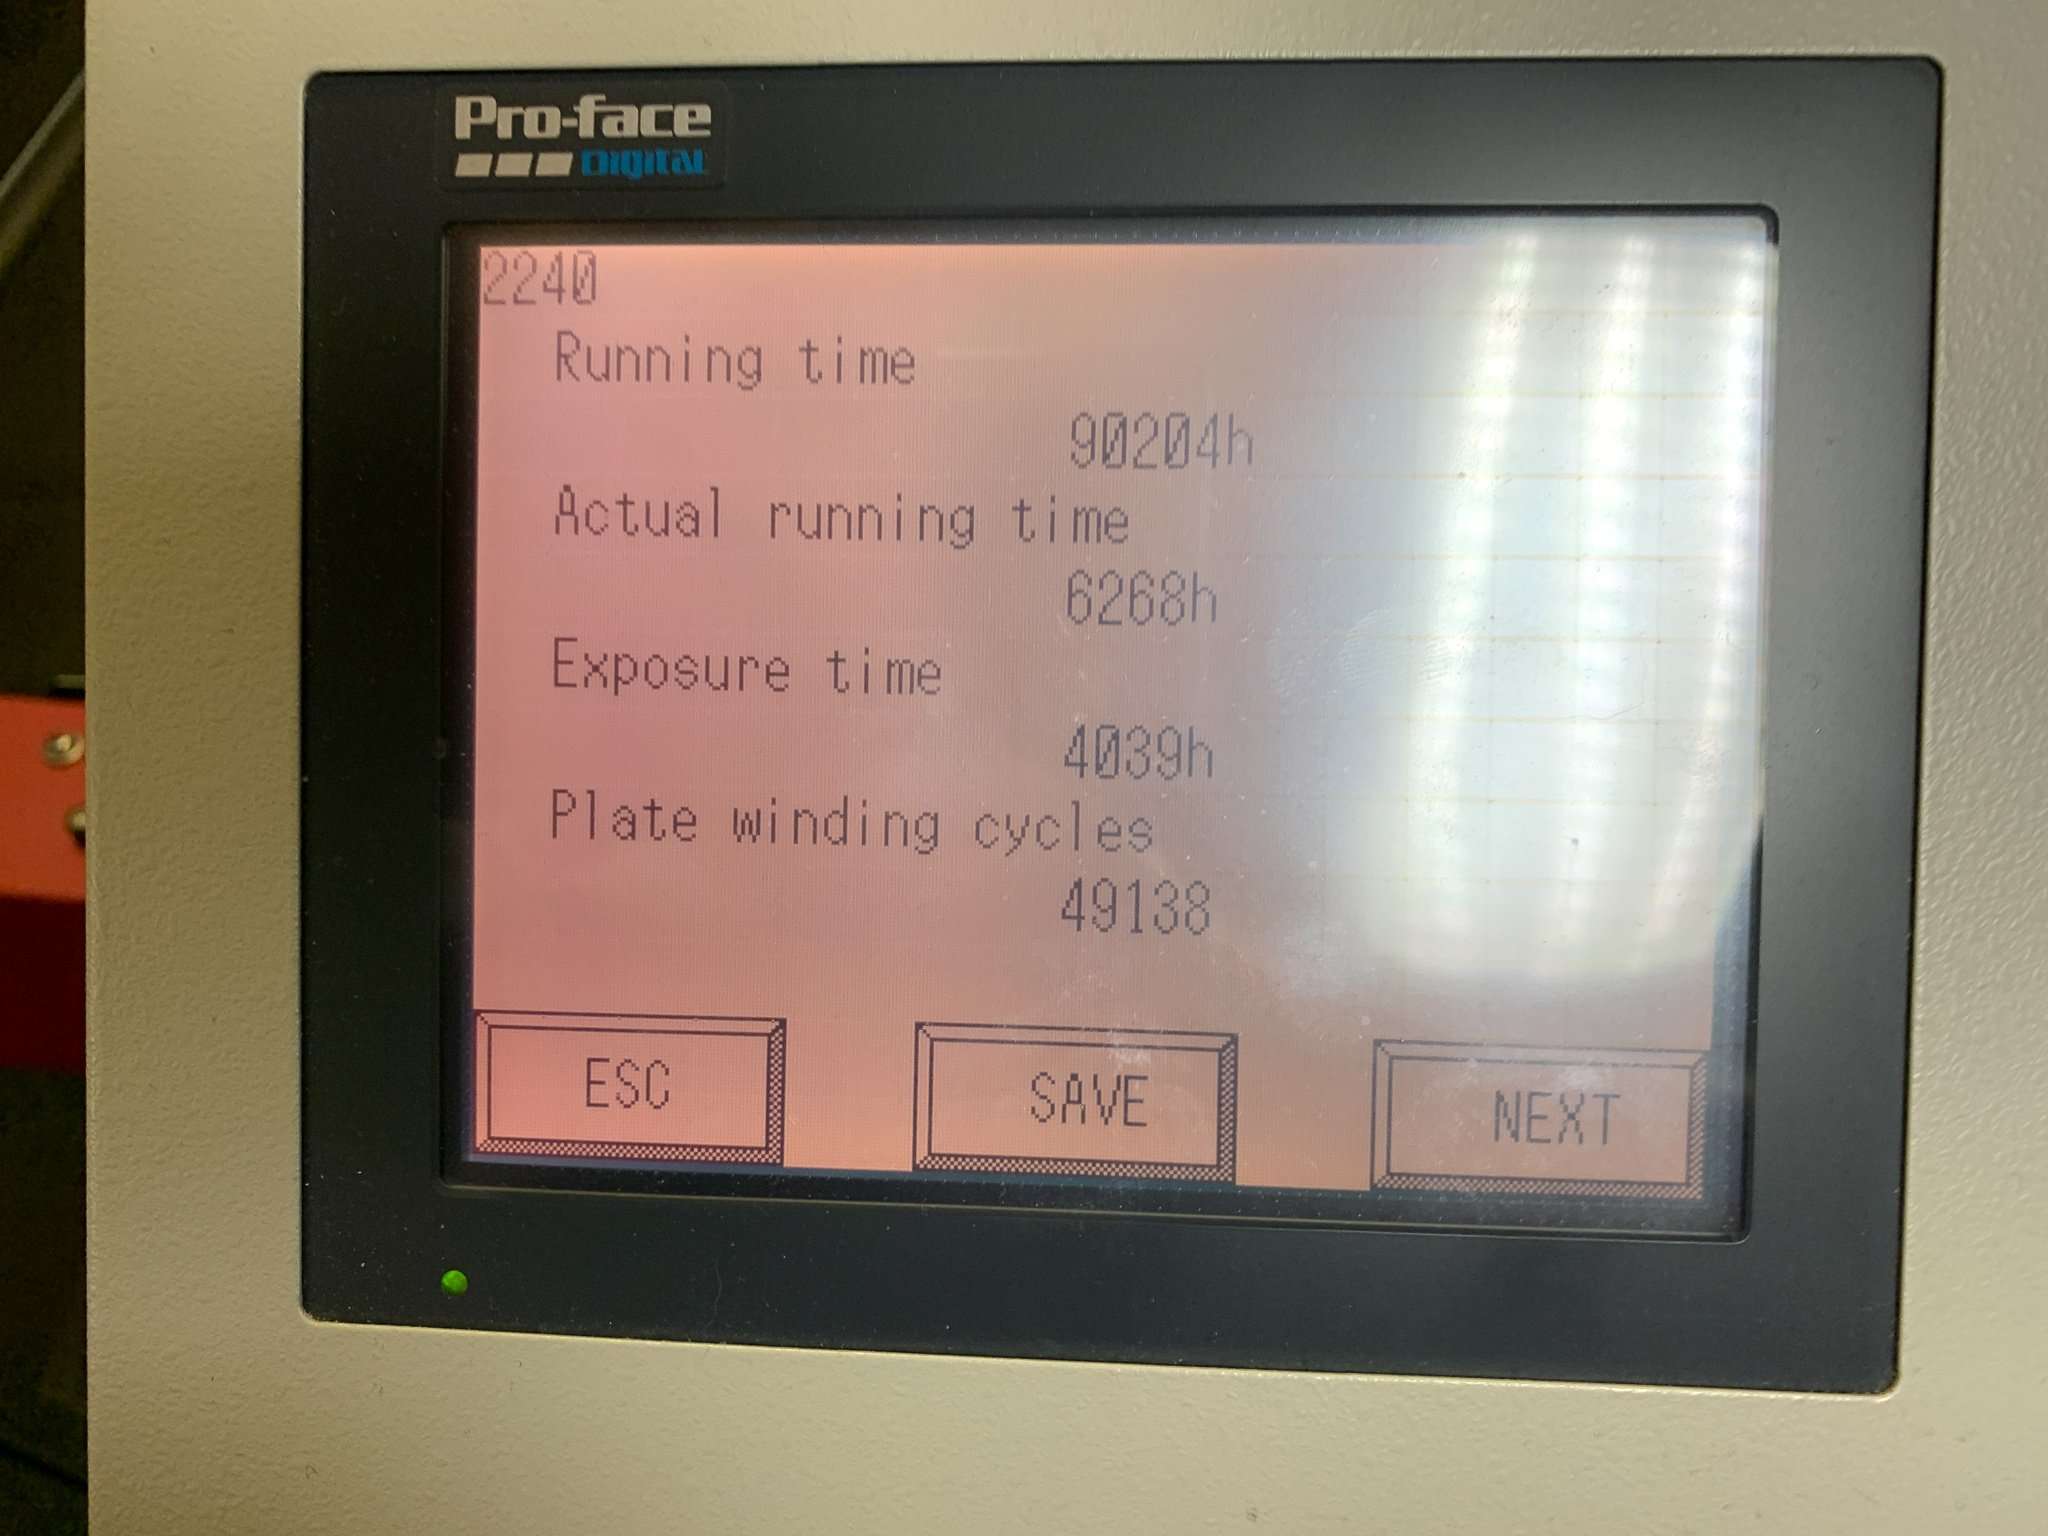 Pro-face
Digital
2240
Running time
90204h
Actual running time
6268h
Exposure time
4039h
Plate winding cycles
49138
ESC
SAVE
NEXT